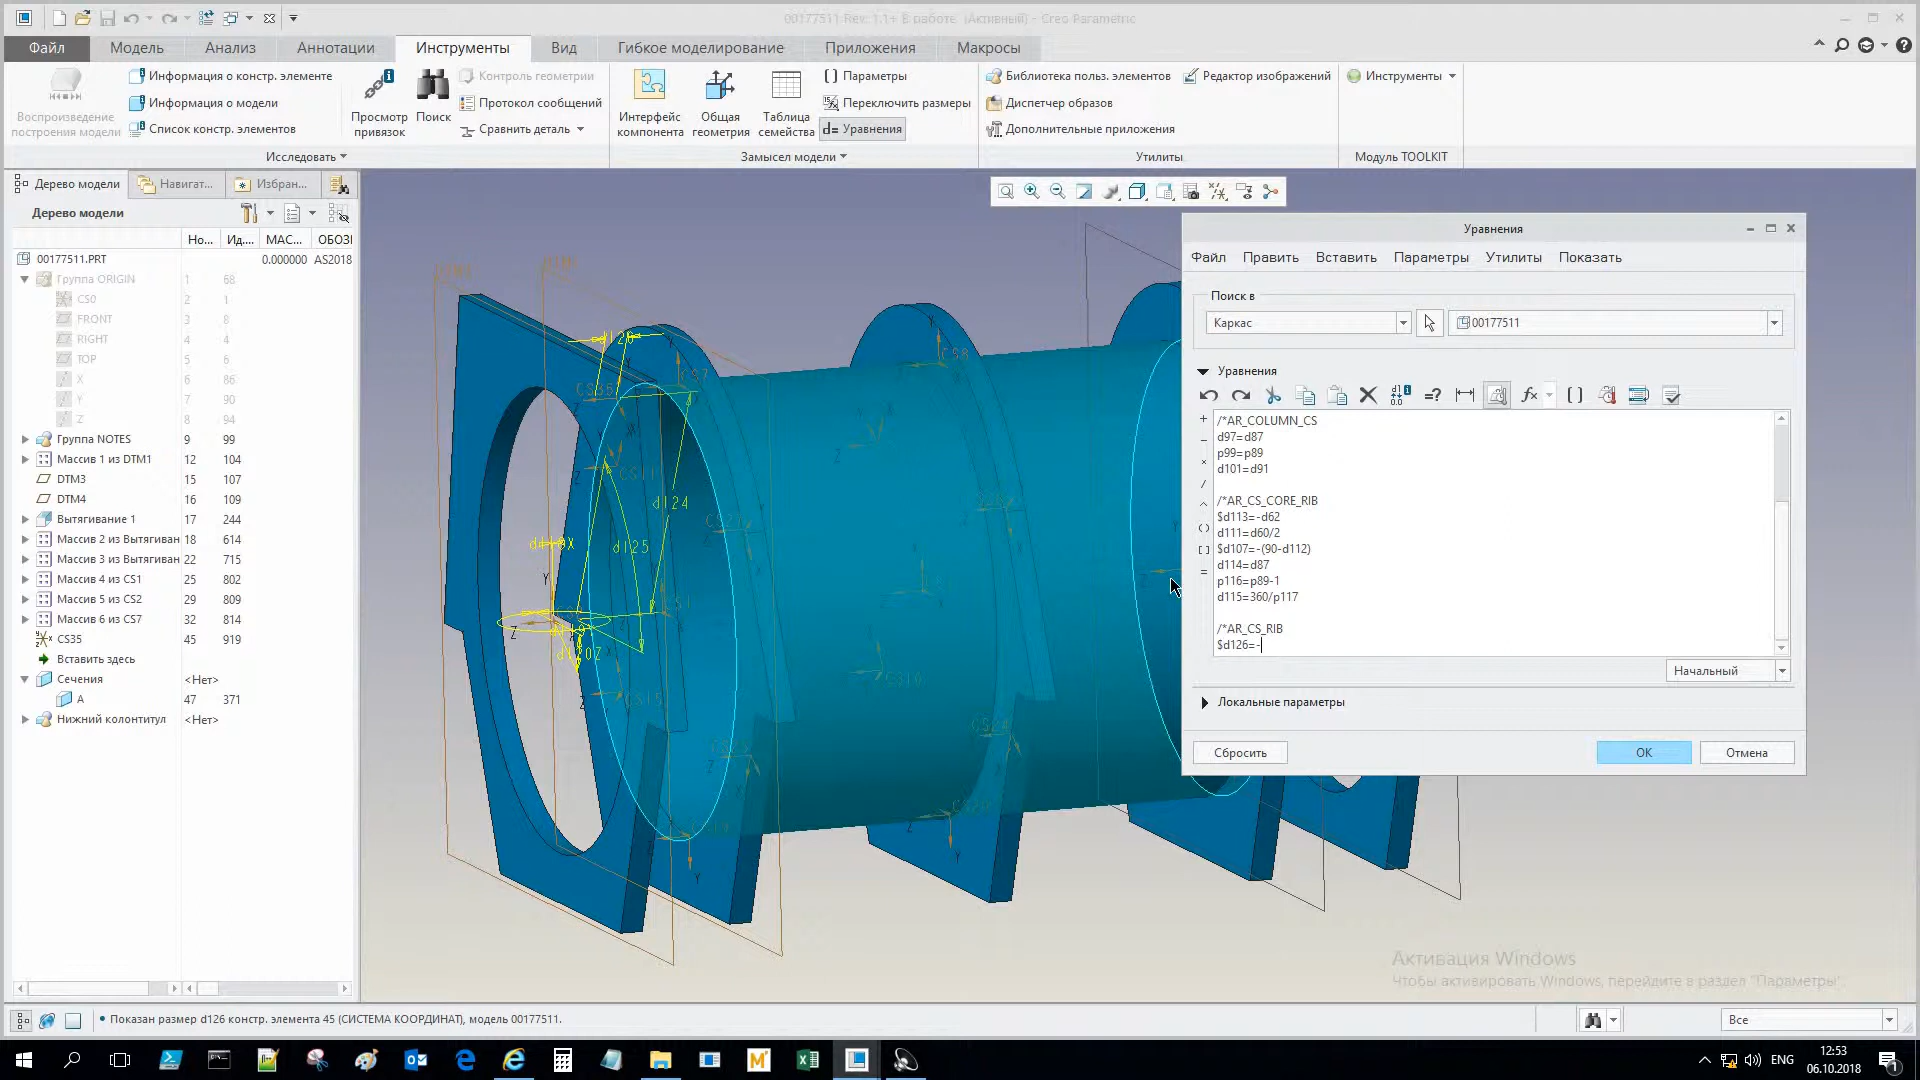 00177511 Rev: 1.1+ В работе (Активный) - Creo Parametric
Файл
Модель
Анализ
Аннотации
Инструменты
Вид
Гибкое моделирование
Приложения
Макросы
Воспроизведение
построения модели
Информация о констр. элементе
Информация о модели
Список констр. элементов
Просмотр
привязок
Поиск
Контроль геометрии
Протокол сообщений
Сравнить деталь
Исследовать
Интерфейс
компонента
Общая
геометрия
Таблица
семейства
Параметры
Переключить размеры
d= Уравнения
Замысел модели
Библиотека польз. элементов
Редактор изображений
Диспетчер образов
Дополнительные приложения
Утилиты
Инструменты
Модуль TOOLKIT
Дерево модели
Навигат...
Избран...
Дерево модели
Но...
Ид....
МАС...
ОБОЗІ
00177511.PRT
0.000000
AS2018
Группа ORIGIN 1 68
CS0 2 1
FRONT 3 8
RIGHT 4 4
TOP 5 6
X 6 86
Y 7 90
Z 8 94
Группа NOTES 9 99
Массив 1 из DTM1 12 104
DTM3 15 107
DTM4 16 109
Вытягивание 1 17 244
Массив 2 из Вытягиван 18 614
Массив 3 из Вытягиван 22 715
Массив 4 из CS1 25 802
Массив 5 из CS2 29 809
Массив 6 из CS7 32 814
CS35 45 919
Вставить здесь
Сечения <Нет>
A 47 371
Нижний колонтитул <Нет>
d124
d125
CS35
CS8
CS16
Уравнения
Файл
Править
Вставить
Параметры
Утилиты
Показать
Поиск в
Каркас
00177511
Уравнения
/*AR_COLUMN_CS
d97=d87
p99=p89
d101=d91
/*AR_CS_CORE_RIB
$d113=-d62
d111=d60/2
$d107=-(90-d112)
d114=d87
p116=p89-1
d115=360/p117
/*AR_CS_RIB
$d126=-
Начальный
Локальные параметры
Сбросить
ОК
Отмена
Активация Windows
Чтобы активировать Windows, перейдите в раздел "Параметры".
• Показан размер d126 констр. элемента 45 (СИСТЕМА КООРДИНАТ), модель 00177511.
Все
ENG
12:53
06.10.2018